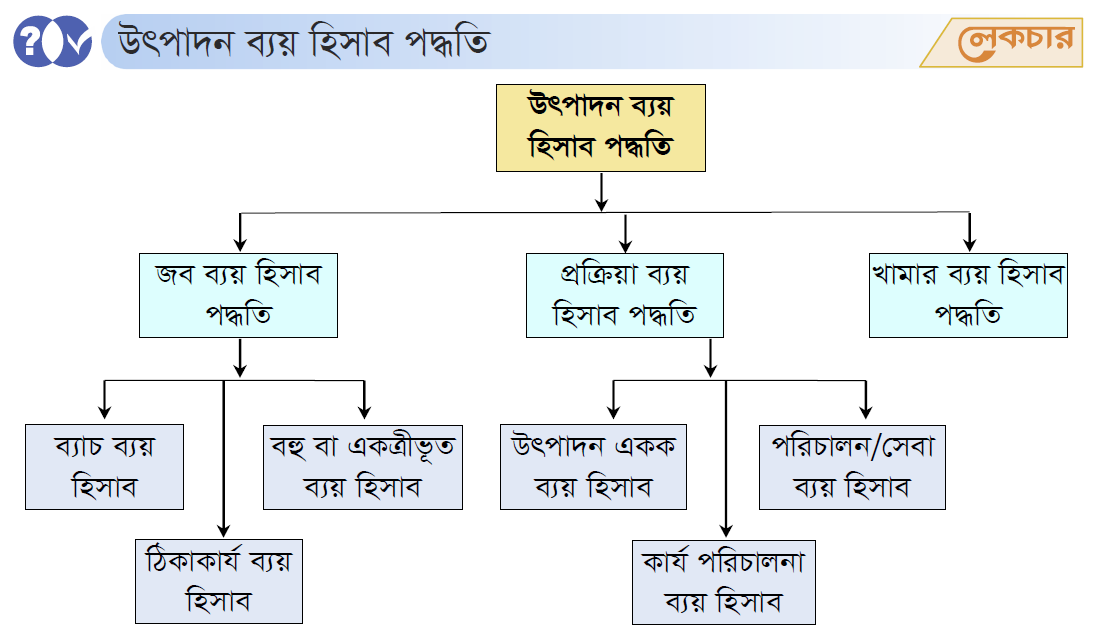 ?
উৎপাদন ব্যয় হিসাব পদ্ধতি
লেকচার
উৎপাদন ব্যয়
হিসাব পদ্ধতি
জব ব্যয় হিসাব
পদ্ধতি
প্রক্রিয়া ব্যয়
হিসাব পদ্ধতি
খামার ব্যয় হিসাব
পদ্ধতি
ব্যাচ ব্যয়
হিসাব
বহু বা একত্রীভূত
ব্যয় হিসাব
উৎপাদন একক
ব্যয় হিসাব
পরিচালন/সেবা
ব্যয় হিসাব
ঠিকাকার্য ব্যয়
হিসাব
কার্য পরিচালনা
ব্যয় হিসাব